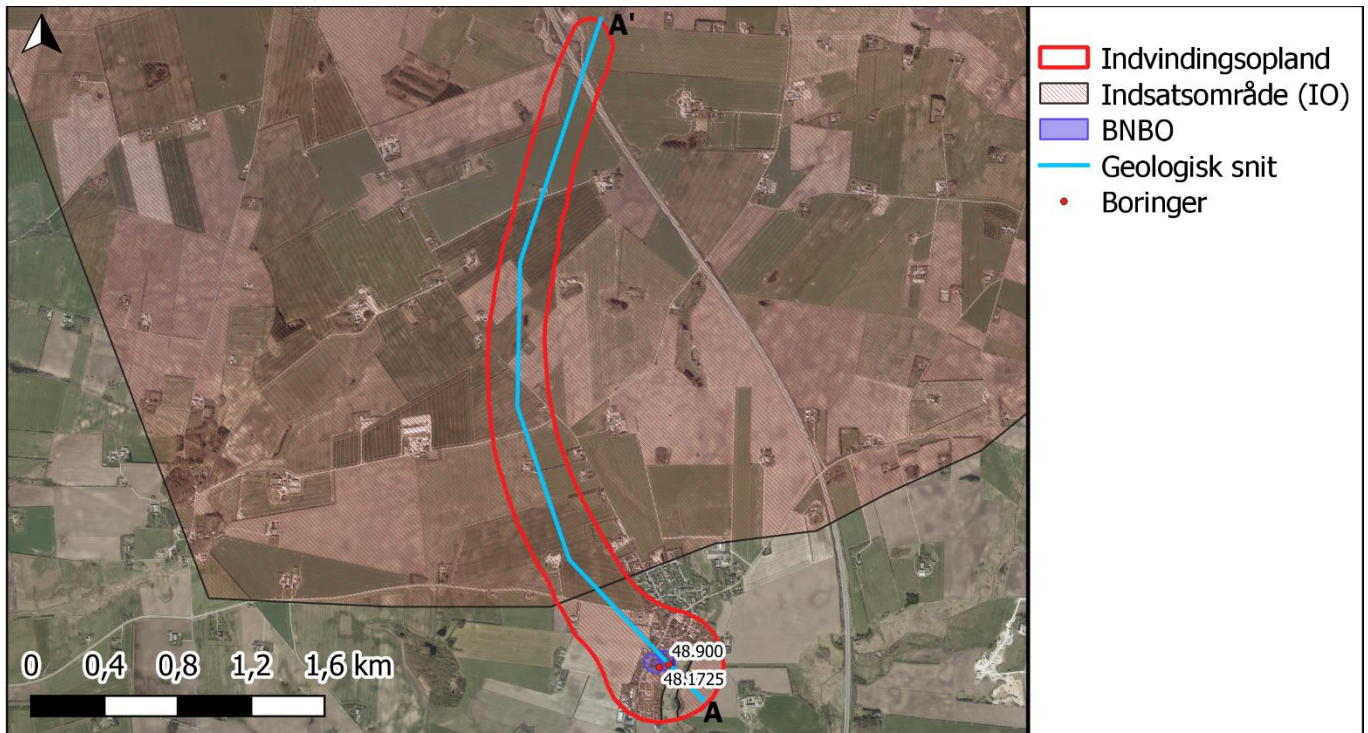 A'
Indvindingsopland
Indsatsområde (IO)
BNBO
Geologisk snit
Boringer
48.900
48.1725
0 0,4 0,8 1,2 1,6 km
A